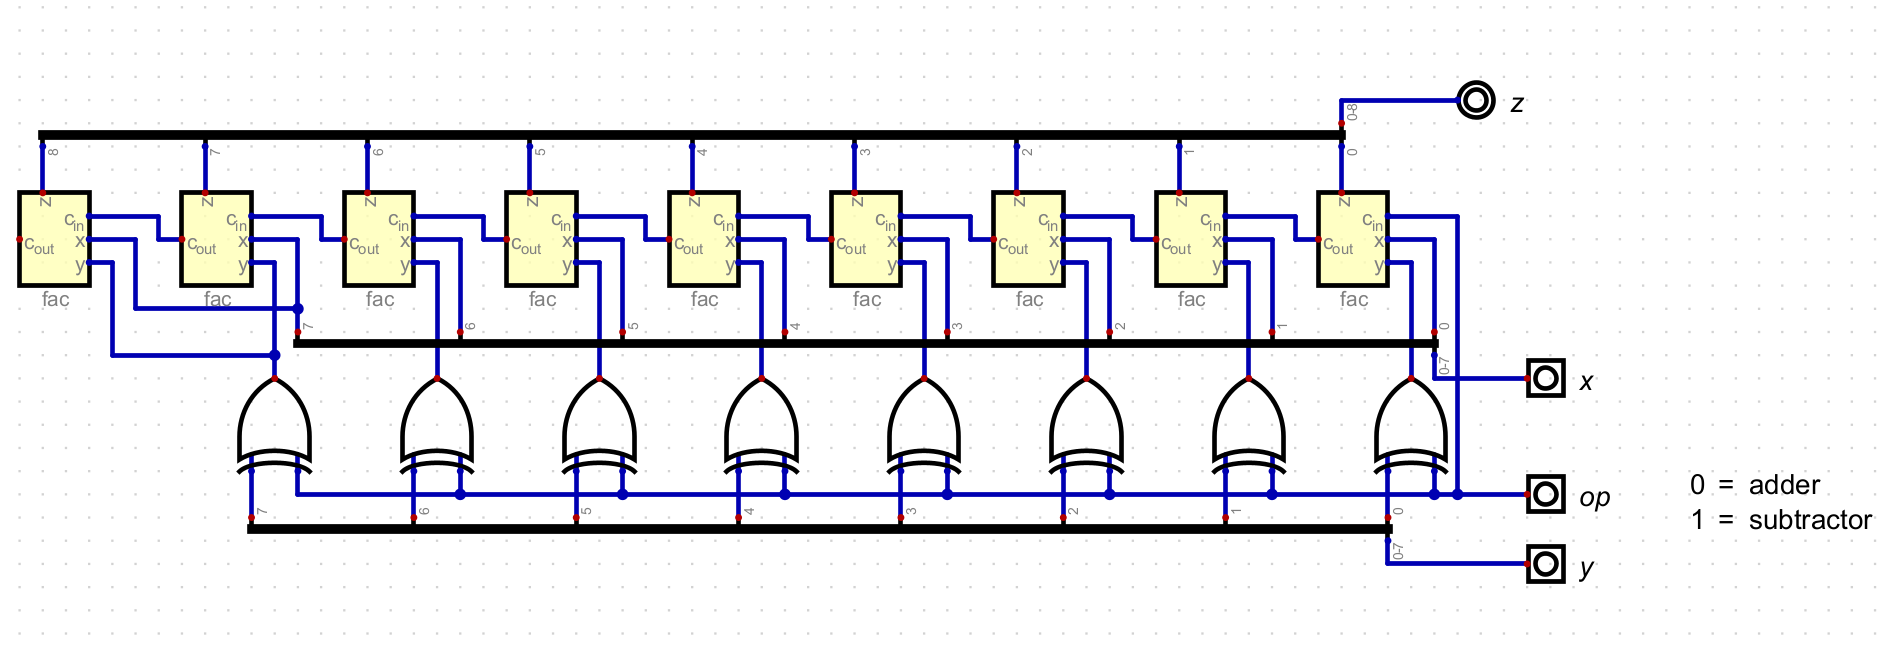 z
0-8
8 7 6 5 4 3 2 1 0
z z z z z z z z z
cin cin cin cin cin cin cin cin cin
cout x cout x cout x cout x cout x cout x cout x cout x cout x
y y y y y y y y y
fac fac fac fac fac fac fac fac fac
7 6 5 4 3 2 1 0
0-7
x
op
0 = adder
1 = subtractor
7 6 5 4 3 2 1 0
0-7
y